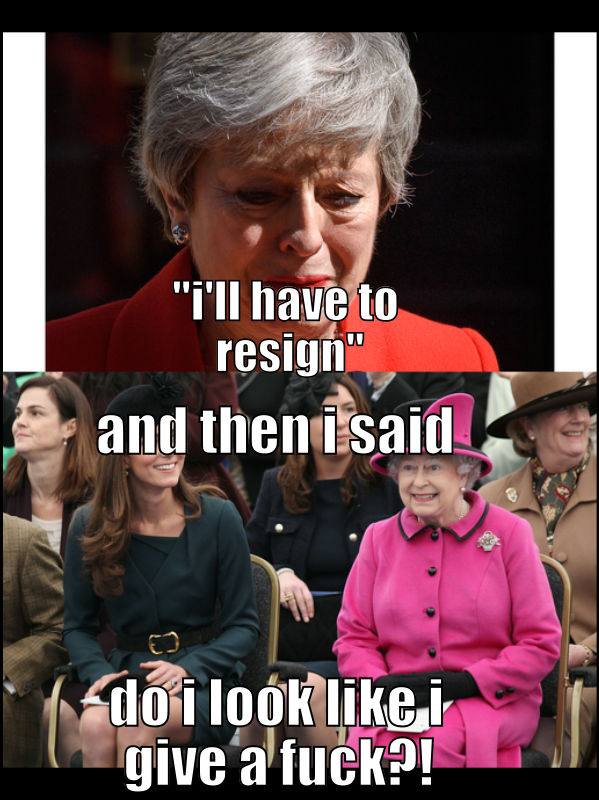 "i'll have to
resign"
and then i said
do i look like i
give a fuck?!